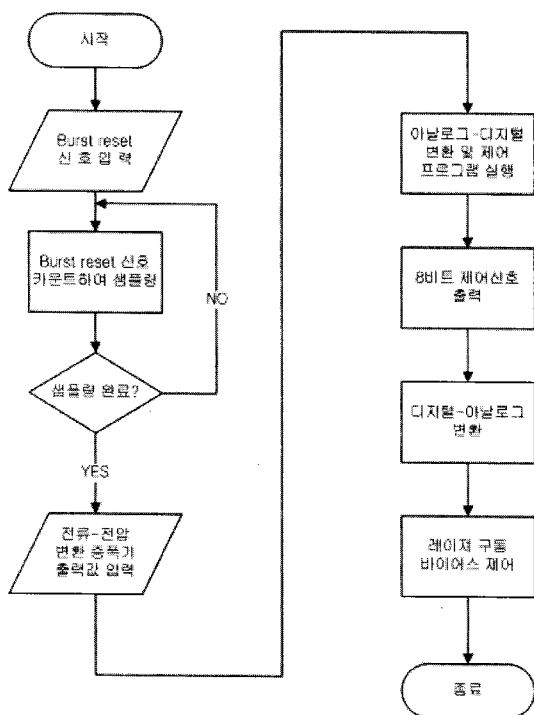 시작
Burst reset
신호 입력
Burst reset 신호
카운트하여 샘플링
NO
샘플링 완료?
YES
전류-전압
변환 증폭기
출력값 입력
아날로그-디지털
변환 및 제어
프로그램 실행
8비트 제어신호
출력
디지털-아날로그
변환
레이저 구동
바이어스 제어
종료